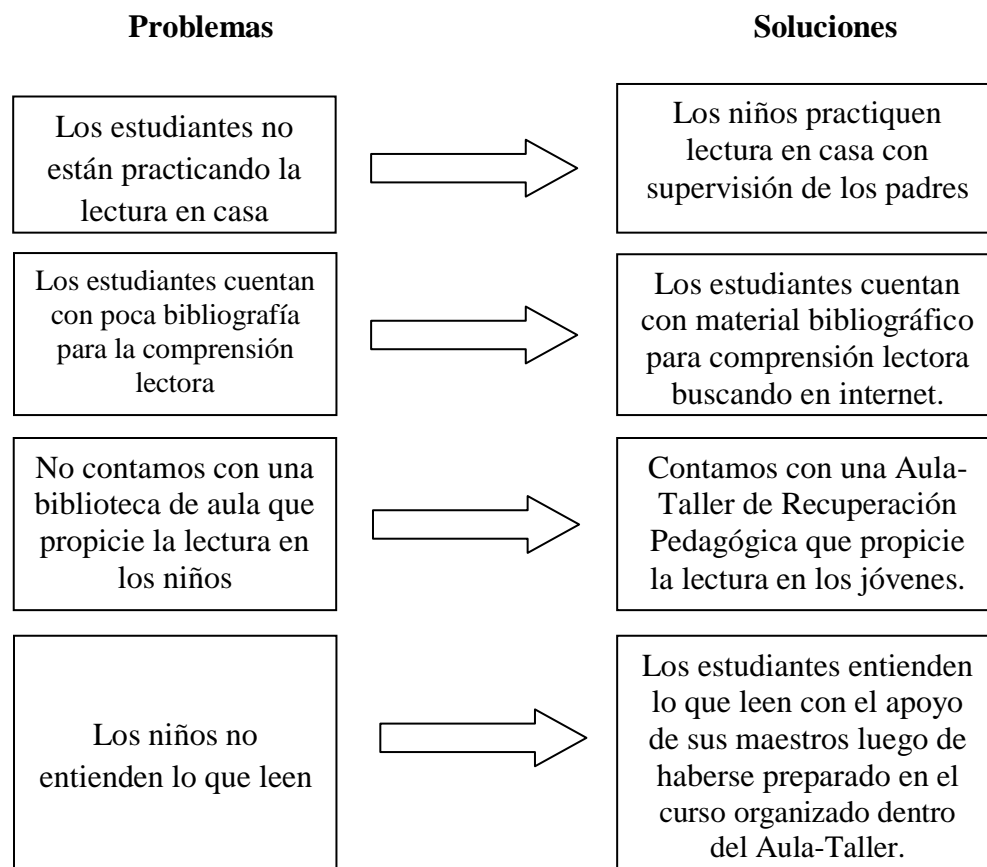 Problemas
Soluciones
Los estudiantes no
están practicando la
lectura en casa
Los niños practiquen
lectura en casa con
supervisión de los padres
Los estudiantes cuentan
con poca bibliografía
para la comprensión
lectora
Los estudiantes cuentan
con material bibliográfico
para comprensión lectora
buscando en internet.
No contamos con una
biblioteca de aula que
propicie la lectura en
los niños
Contamos con una Aula-
Taller de Recuperación
Pedagógica que propicie
la lectura en los jóvenes.
Los niños no
entienden lo que leen
Los estudiantes entienden
lo que leen con el apoyo
de sus maestros luego de
haberse preparado en el
curso organizado dentro
del Aula-Taller.